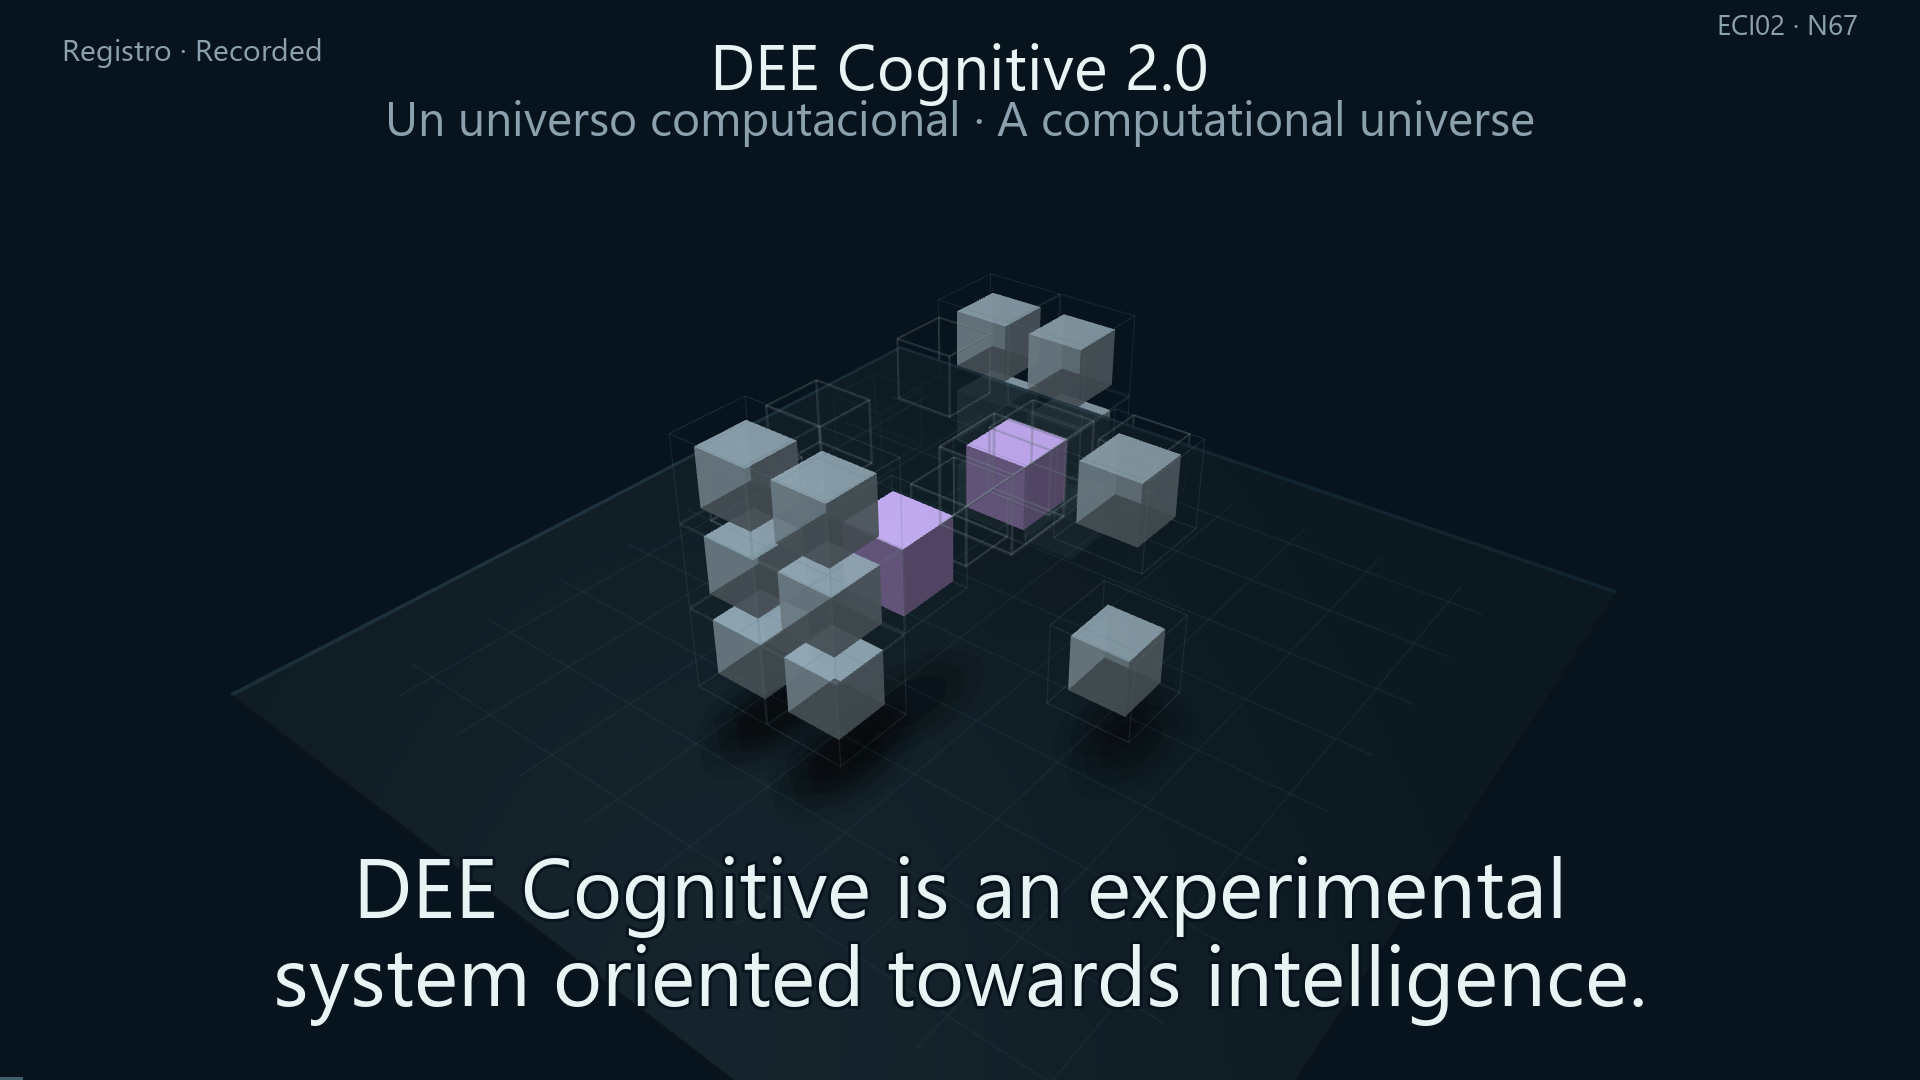 Registro · Recorded
ECI02 · N67
DEE Cognitive 2.0
Un universo computacional · A computational universe
DEE Cognitive is an experimental
system oriented towards intelligence.